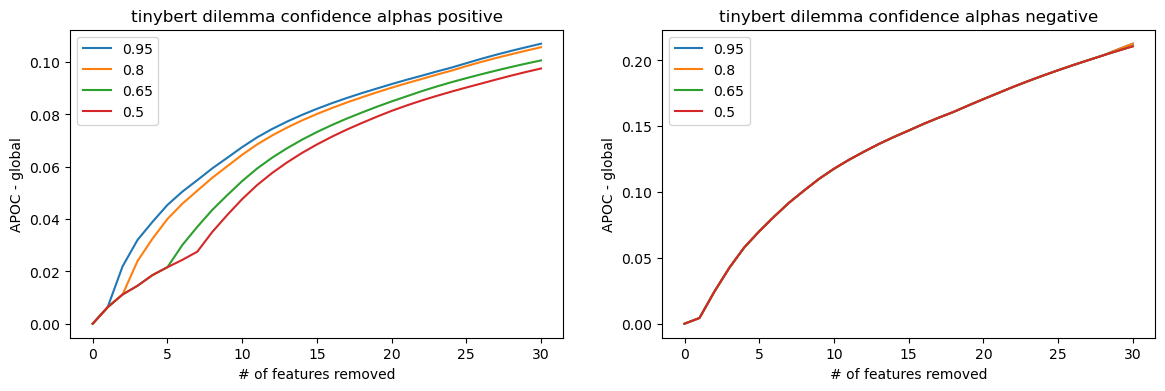 tinybert dilemma confidence alphas positive
0.95
0.8
0.65
0.5
APOC - global
0.10
0.08
0.06
0.04
0.02
0.00
0 5 10 15 20 25 30
# of features removed
tinybert dilemma confidence alphas negative
0.95
0.8
0.65
0.5
APOC - global
0.20
0.15
0.10
0.05
0.00
0 5 10 15 20 25 30
# of features removed